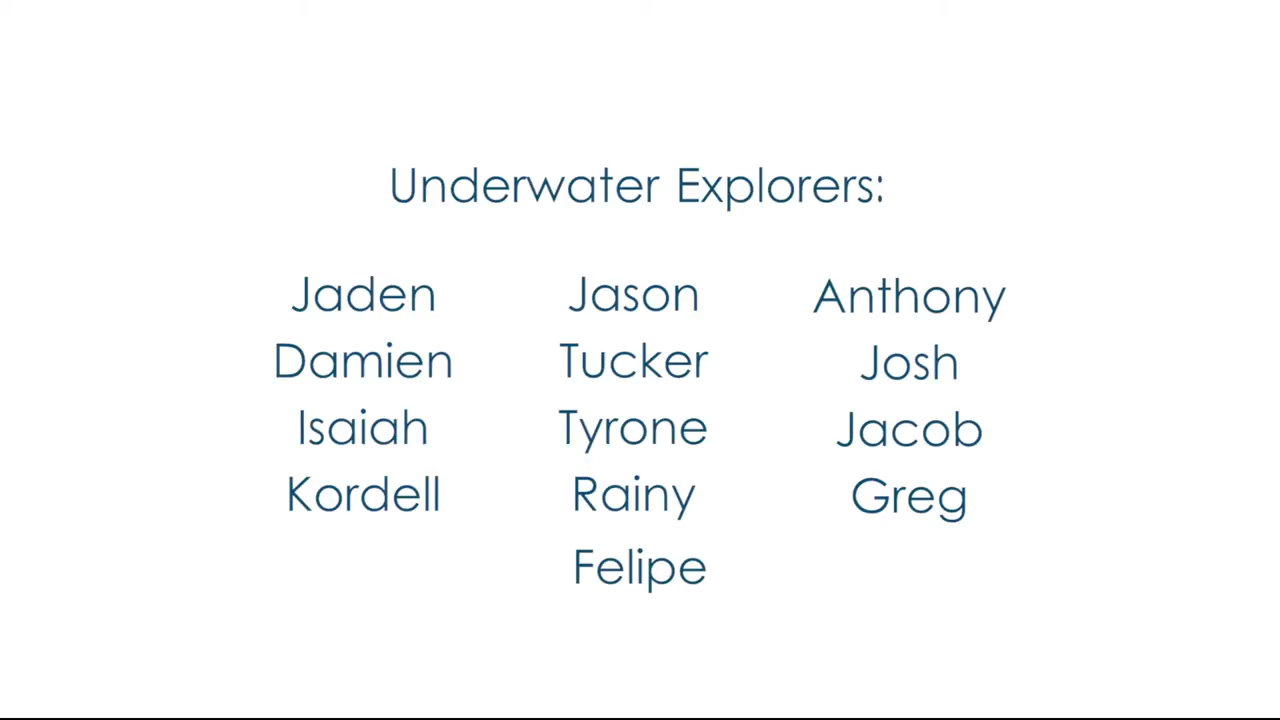 Underwater Explorers:
Jaden Jason Anthony
Damien Tucker Josh
Isaiah Tyrone Jacob
Kordell Rainy Greg
Felipe